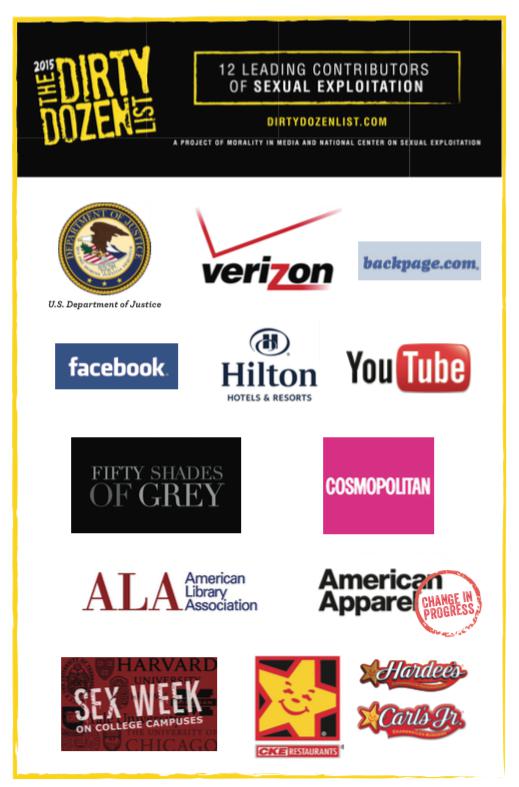 2015
THE
DIRTY
DOZEN
LIST
12 LEADING CONTRIBUTORS
OF SEXUAL EXPLOITATION
DIRTYDOZENLIST.COM
A PROJECT OF MORALITY IN MEDIA AND NATIONAL CENTER ON SEXUAL EXPLOITATION
DEPARTMENT OF JUSTICE
U.S. Department of Justice
verizon
backpage.com
facebook
H
Hilton
HOTELS & RESORTS
YouTube
FIFTY SHADES
OF GREY
COSMOPOLITAN
ALA American
Library
Association
American
Apparel
CHANGE IN
PROGRESS
HARVARD
UNIVERSITY
SEX WEEK
ON COLLEGE CAMPUSES
THE UNIVERSITY OF
CHICAGO
CKE RESTAURANTS
Hardee's
Carl's Jr.